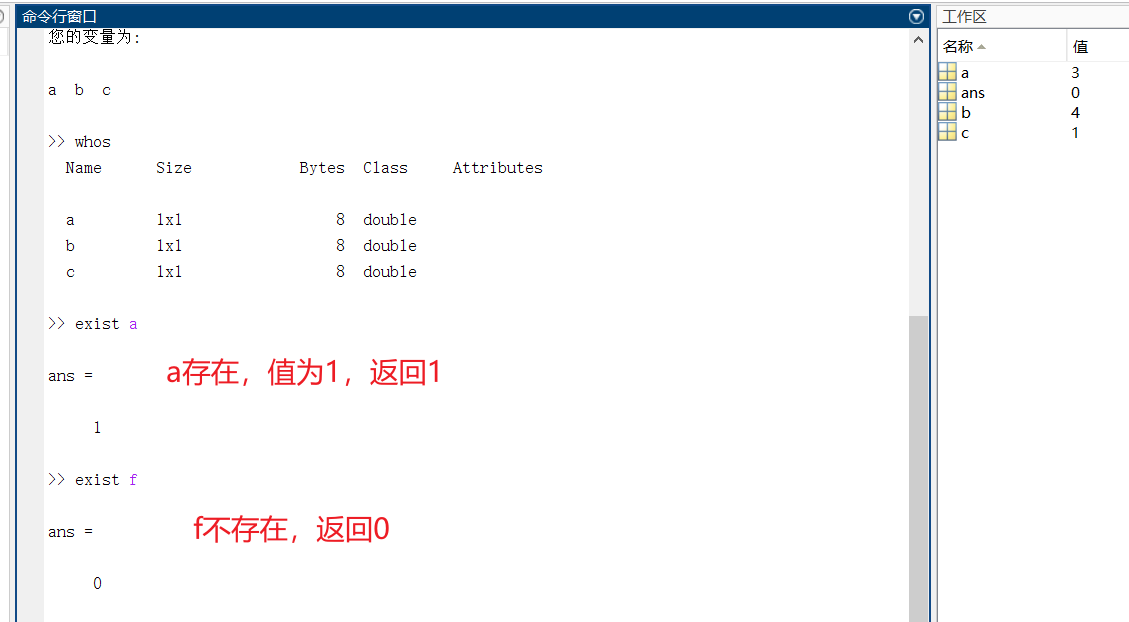 命令行窗口
您的变量为:
a b c
>> whos
Name Size Bytes Class Attributes
a 1x1 8 double
b 1x1 8 double
c 1x1 8 double
>> exist a
ans =
a存在，值为1，返回1
1
>> exist f
ans =
f不存在，返回0
0
工作区
名称 值
a 3
ans 0
b 4
c 1